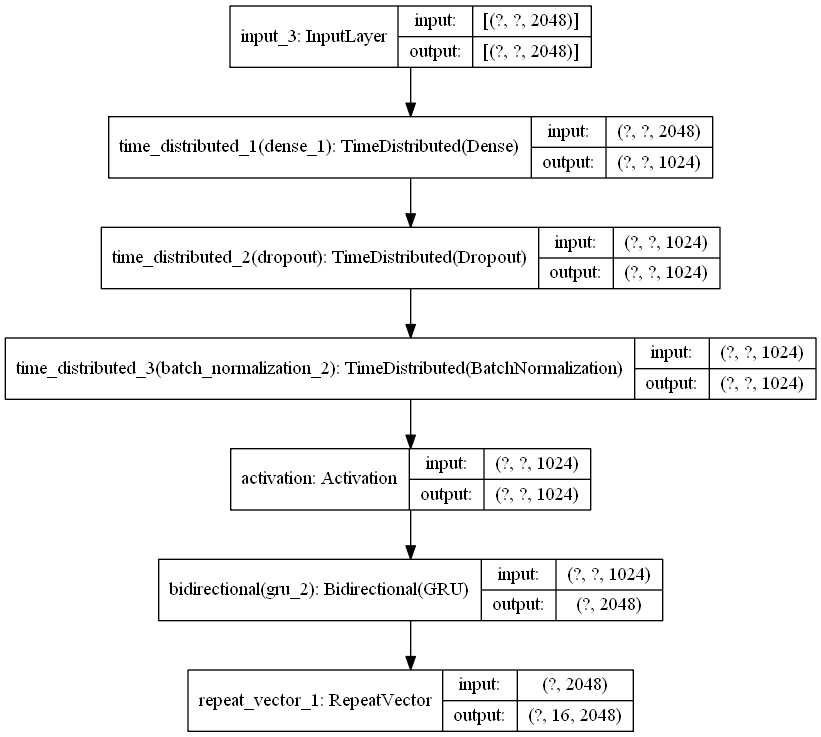 input_3: InputLayer input: [(?, ?, 2048)]
output: [(?, ?, 2048)]
time_distributed_1(dense_1): TimeDistributed(Dense) input: (?, ?, 2048)
output: (?, ?, 1024)
time_distributed_2(dropout): TimeDistributed(Dropout) input: (?, ?, 1024)
output: (?, ?, 1024)
time_distributed_3(batch_normalization_2): TimeDistributed(BatchNormalization) input: (?, ?, 1024)
output: (?, ?, 1024)
activation: Activation input: (?, ?, 1024)
output: (?, ?, 1024)
bidirectional(gru_2): Bidirectional(GRU) input: (?, ?, 1024)
output: (?, 2048)
repeat_vector_1: RepeatVector input: (?, 2048)
output: (?, 16, 2048)